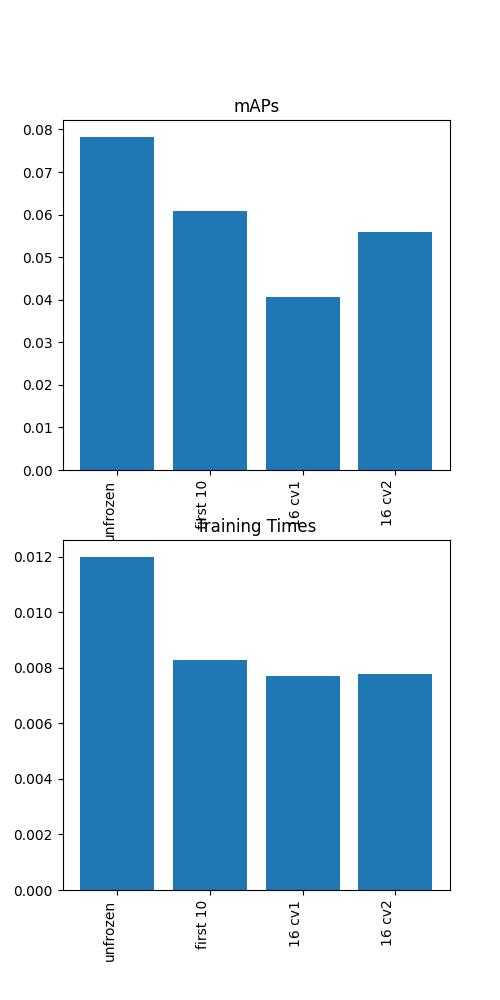 mAPs
0.08
0.07
0.06
0.05
0.04
0.03
0.02
0.01
0.00
unfrozen
first 10
16 cv1
16 cv2
Training Times
0.012
0.010
0.008
0.006
0.004
0.002
0.000
unfrozen
first 10
16 cv1
16 cv2